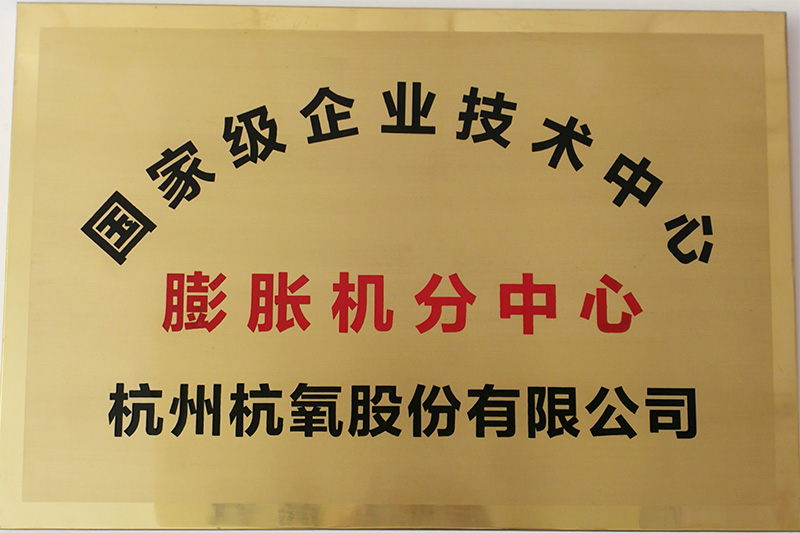 国家级企业技术中心
膨胀机分中心
杭州杭氧股份有限公司